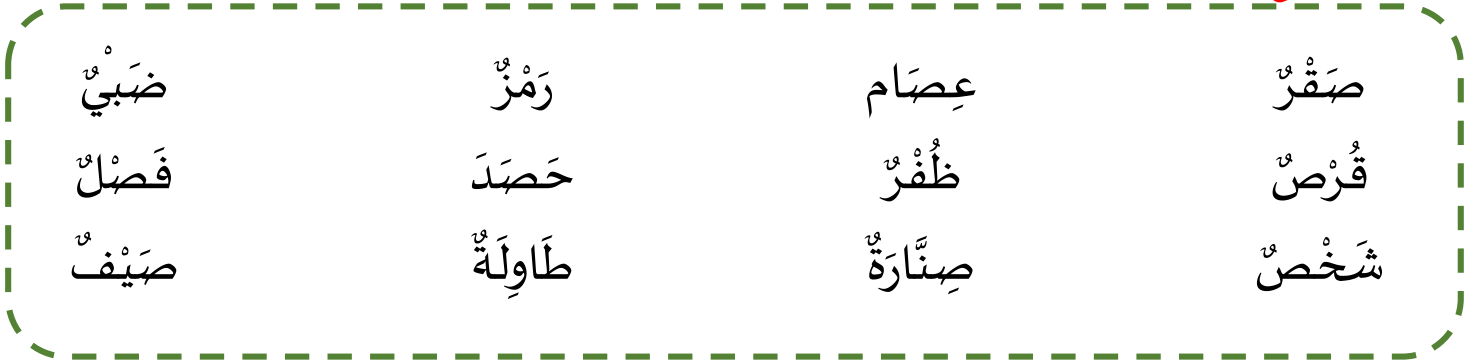 صَقْرٌ عِصَام رَمْزٌ ضَبْيٌ
قُرْصٌ ظُفْرٌ حَصَدَ فَصْلٌ
شَخْصٌ صِنَّارَةٌ طَاوِلَةٌ صَيْفٌ